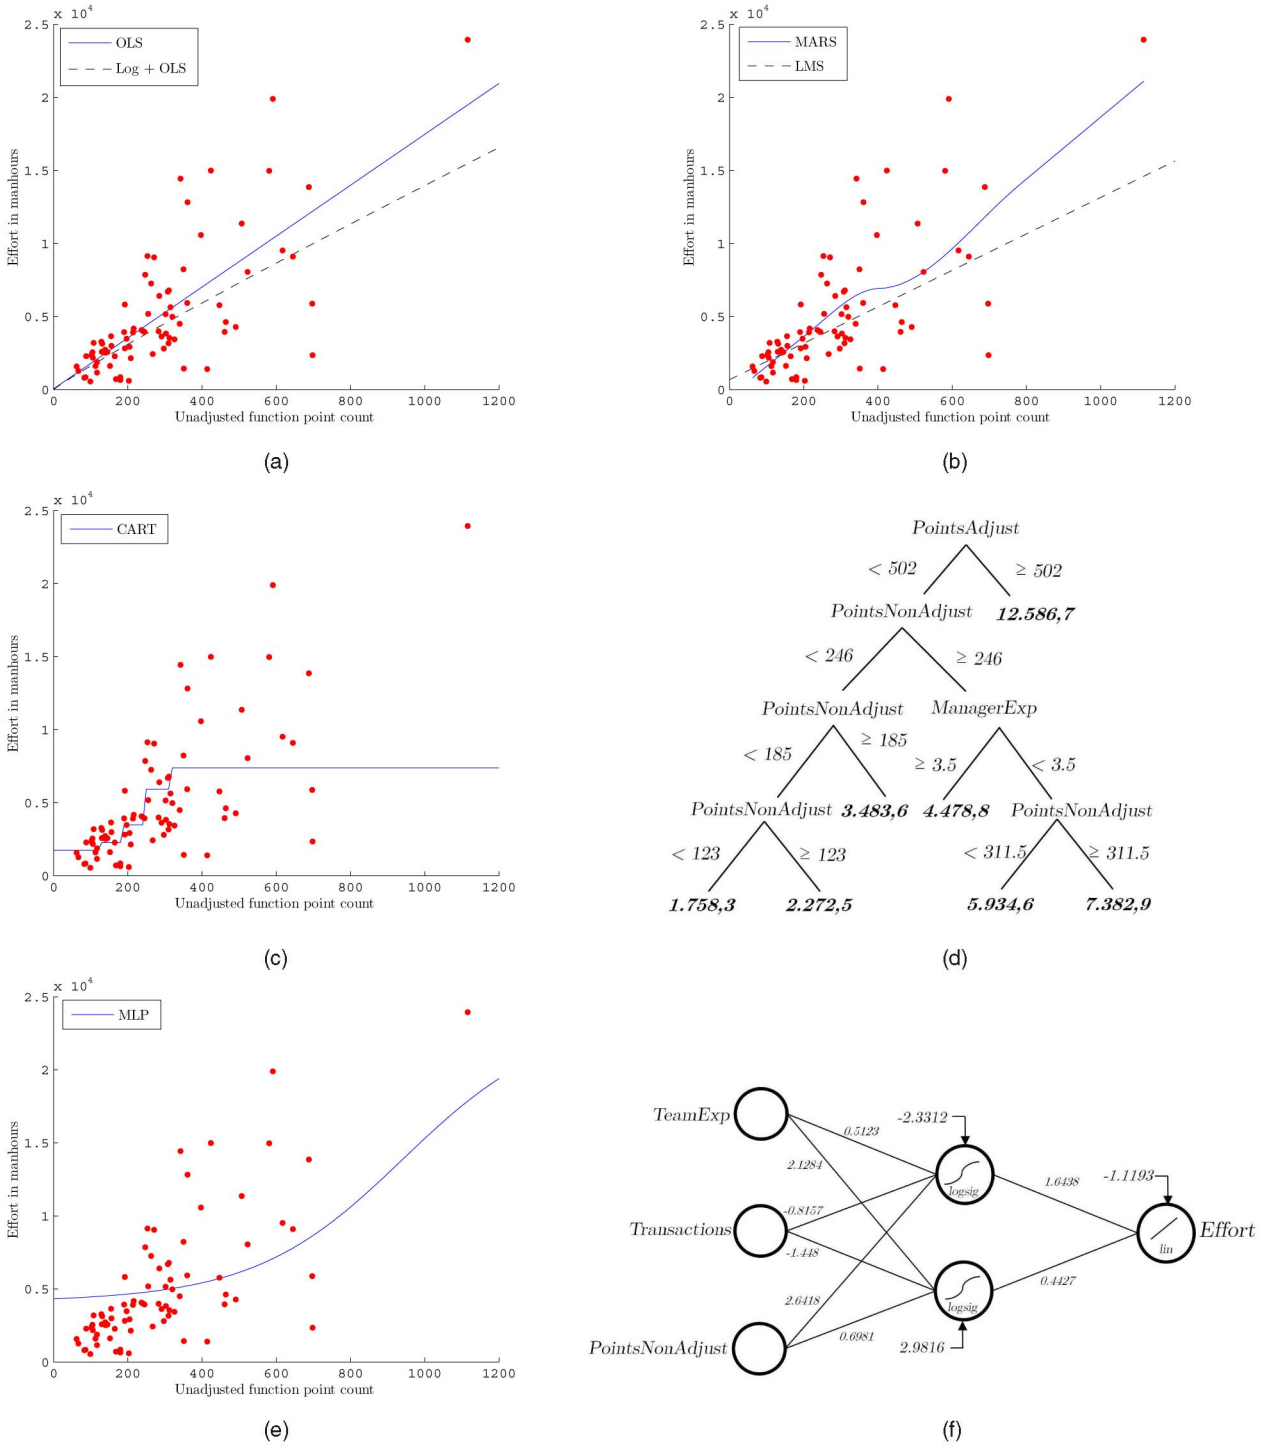 x 10^4
2.5
2
1.5
1
0.5
0
0 200 400 600 800 1000 1200
Effort in manhours
Unadjusted function point count
OLS
Log + OLS
(a)
x 10^4
2.5
2
1.5
1
0.5
0
0 200 400 600 800 1000 1200
Effort in manhours
Unadjusted function point count
MARS
LMS
(b)
x 10^4
2.5
2
1.5
1
0.5
0
0 200 400 600 800 1000 1200
Effort in manhours
Unadjusted function point count
CART
(c)
PointsAdjust
< 502 ≥ 502
PointsNonAdjust 12.586,7
< 246 ≥ 246
PointsNonAdjust ManagerExp
< 185 ≥ 185 ≥ 3.5 < 3.5
PointsNonAdjust 3.483,6 4.478,8 PointsNonAdjust
< 123 ≥ 123 < 311.5 ≥ 311.5
1.758,3 2.272,5 5.934,6 7.382,9
(d)
x 10^4
2.5
2
1.5
1
0.5
0
0 200 400 600 800 1000 1200
Effort in manhours
Unadjusted function point count
MLP
(e)
TeamExp
Transactions
PointsNonAdjust
0.5123
2.1284
-0.8157
-1.448
2.6418
0.6981
-2.3312
logsig
logsig
2.9816
1.6438
0.4427
-1.1193
lin
Effort
(f)